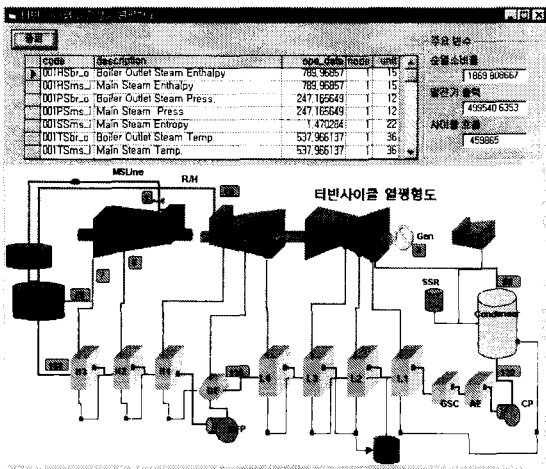 종료
주요 변수
code description ope_data node unit
001HSbr_o Boiler Outlet Steam Enthalpy 789,96857 1 15
001HSms_i Main Steam Enthalpy 789,96857 1 15
001PSbr_o Boiler Outlet Steam Press. 247,165649 1 12
001PSms_i Main Steam Press 247,165649 1 12
001SSms_i Main Steam Entropy 1,470284 1 22
001TSbr_o Boiler Outlet Steam Temp. 537,966137 1 36
001TSms_i Main Steam Temp. 537,966137 1 36
순열소비율
1869 808667
발전기 출력
499540 6353
사이클 효율
459865
MSLine
R/H
터빈사이클 열평형도
Gen
SSR
Condenser
7
H3
H2
H1
DE
L4
L3
L2
L1
GSC
AE
CP